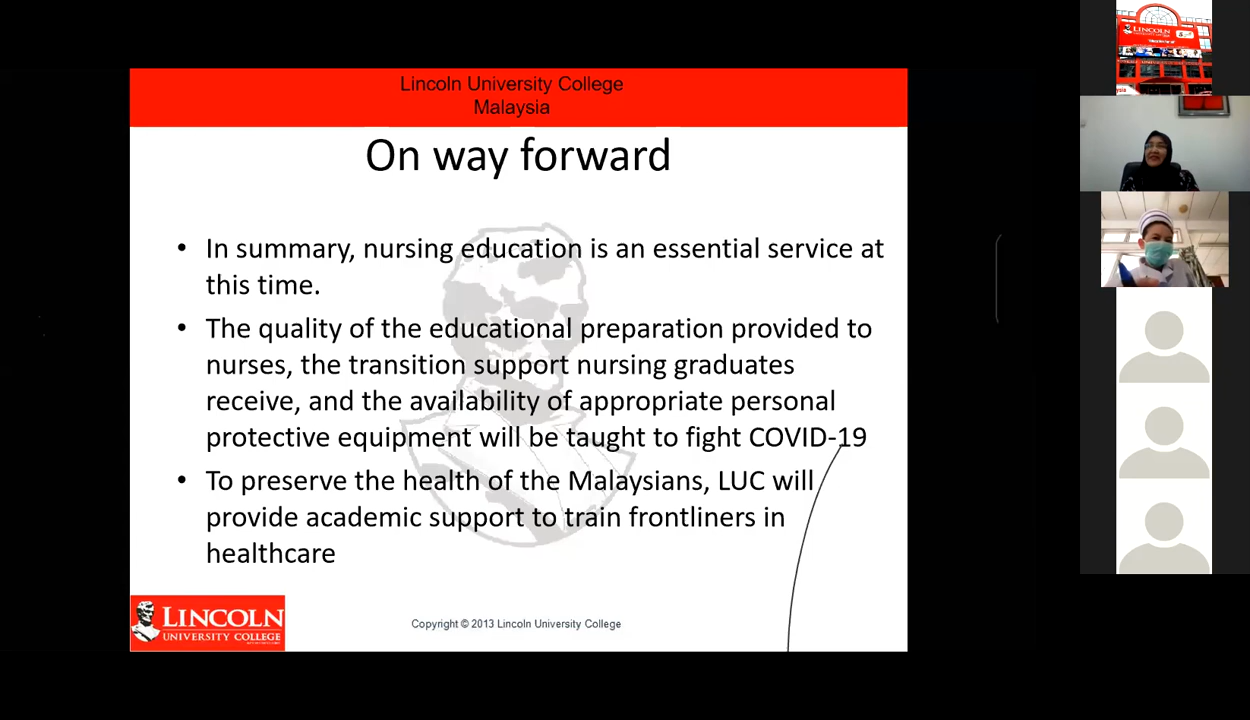 Lincoln University College
Malaysia
On way forward
• In summary, nursing education is an essential service at
this time.
• The quality of the educational preparation provided to
nurses, the transition support nursing graduates
receive, and the availability of appropriate personal
protective equipment will be taught to fight COVID-19
• To preserve the health of the Malaysians, LUC will
provide academic support to train frontliners in
healthcare
LINCOLN
UNIVERSITY COLLEGE
Copyright © 2013 Lincoln University College
LINCOLN